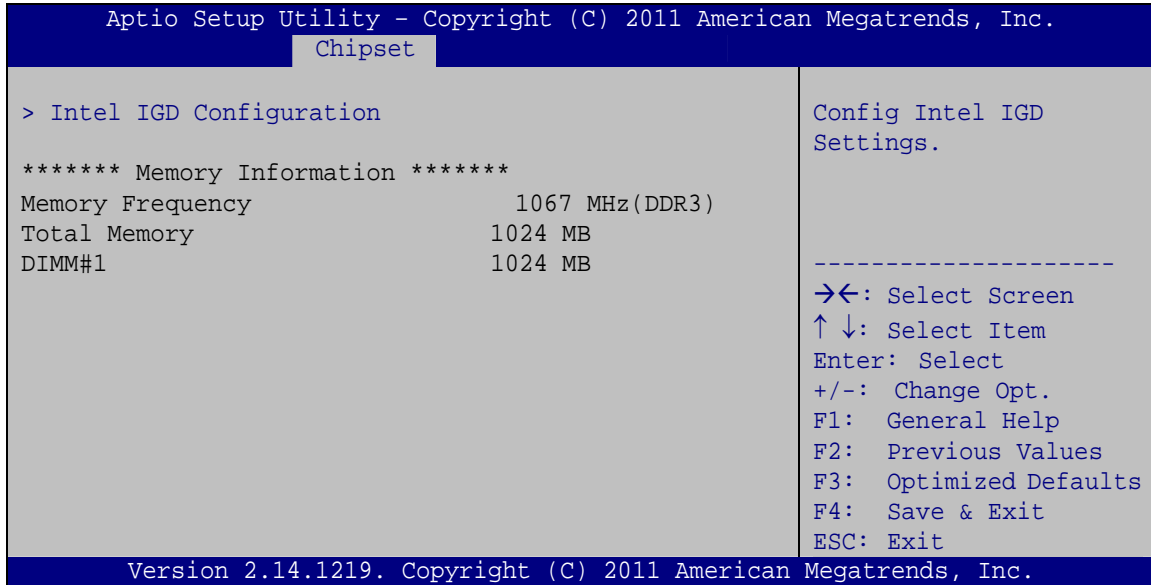 Aptio Setup Utility – Copyright (C) 2011 American Megatrends, Inc.
Chipset
> Intel IGD Configuration
******* Memory Information *******
Memory Frequency 1067 MHz(DDR3)
Total Memory 1024 MB
DIMM#1 1024 MB
Config Intel IGD
Settings.
---------------------
→←: Select Screen
↑ ↓: Select Item
Enter: Select
+/-: Change Opt.
F1: General Help
F2: Previous Values
F3: Optimized Defaults
F4: Save & Exit
ESC: Exit
Version 2.14.1219. Copyright (C) 2011 American Megatrends, Inc.